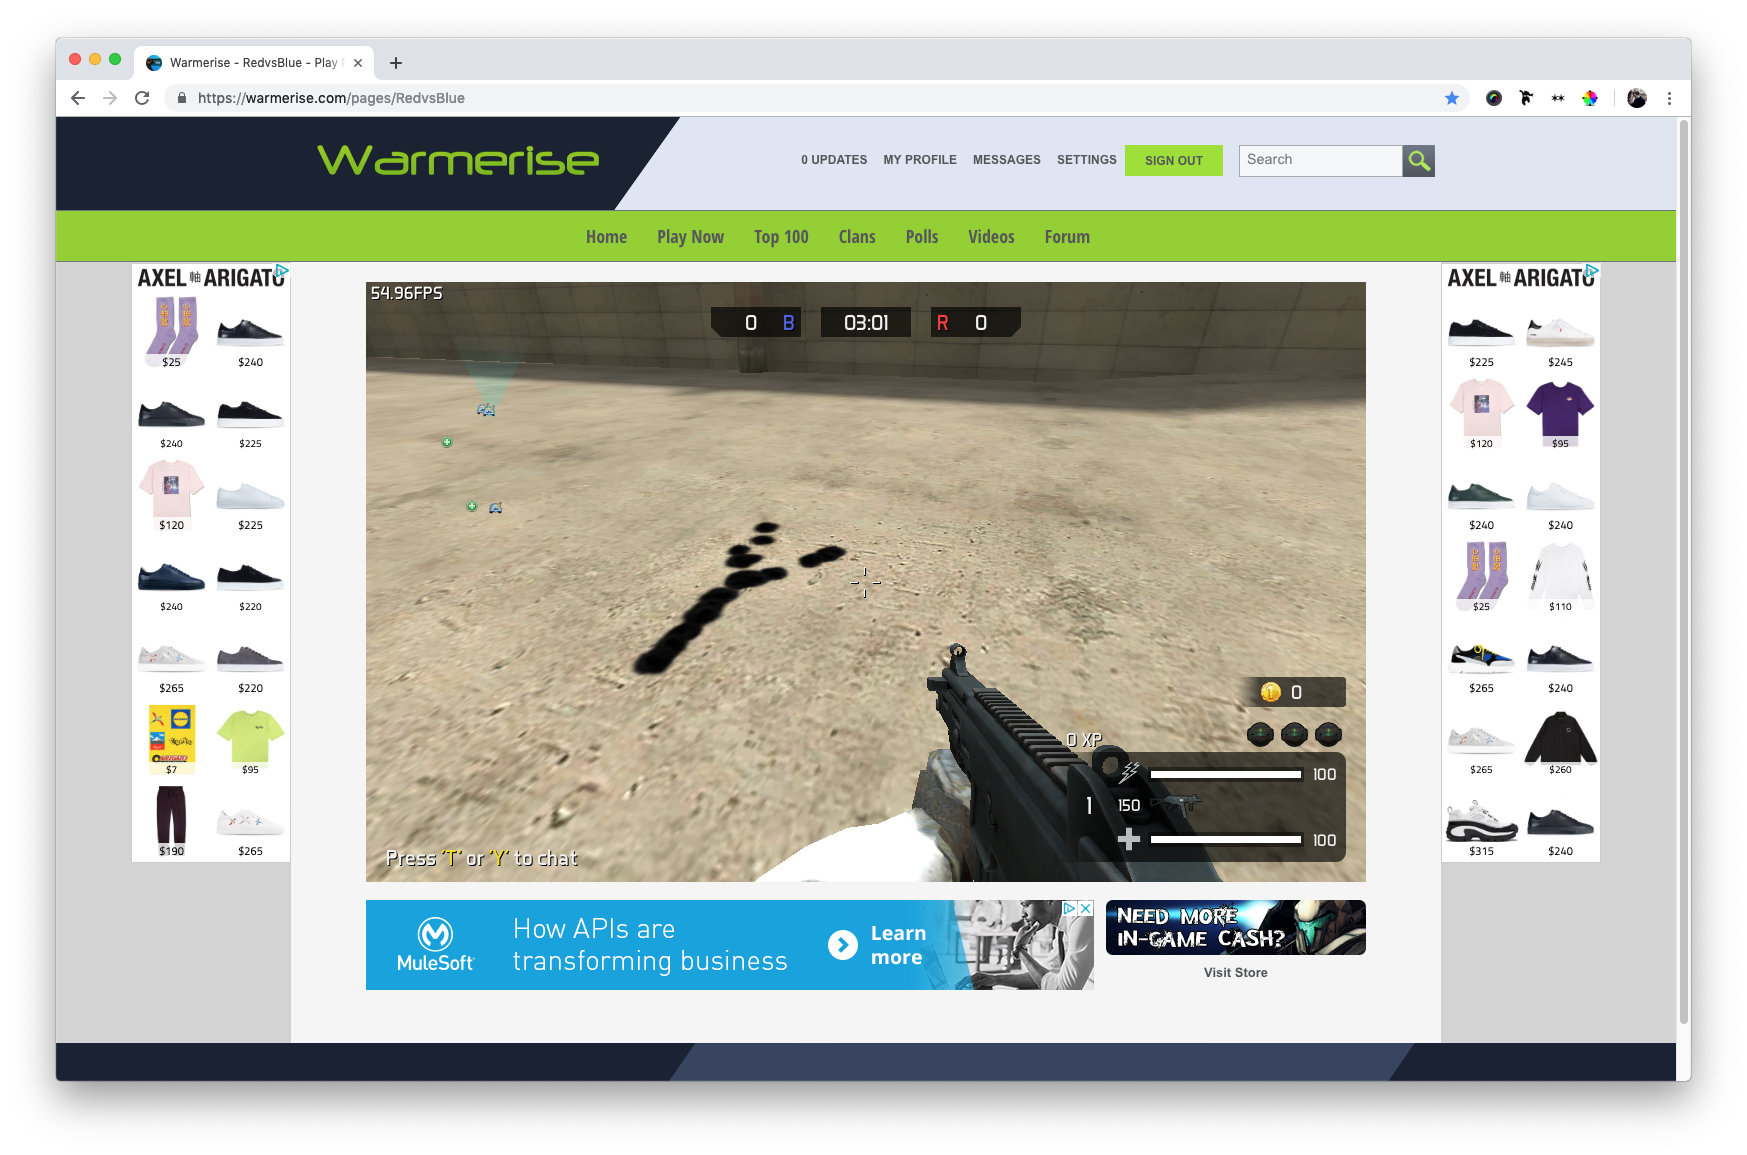 Warmerise - RedvsBlue - Play
https://warmerise.com/pages/RedvsBlue
Warmerise
0 UPDATES MY PROFILE MESSAGES SETTINGS SIGN OUT Search
Home Play Now Top 100 Clans Polls Videos Forum
AXEL 軸 ARIGATO
$25 $240
$240 $225
$120 $225
$240 $220
$265 $220
$7 $95
$190 $265
54.96FPS
0 B 03:01 R 0
0
0 XP
100
1 150
100
Press 'T' or 'Y' to chat
AXEL 軸 ARIGATO
$225 $245
$120 $95
$240 $240
$25 $110
$265 $240
$265 $260
$315 $240
MuleSoft
How APIs are
transforming business
Learn
more
NEED MORE
IN-GAME CASH?
Visit Store